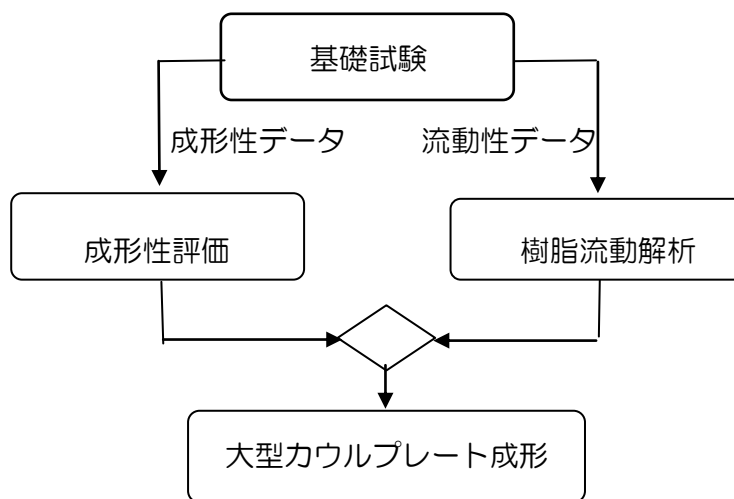 基礎試験
成形性データ
流動性データ
成形性評価
樹脂流動解析
大型カウルプレート成形